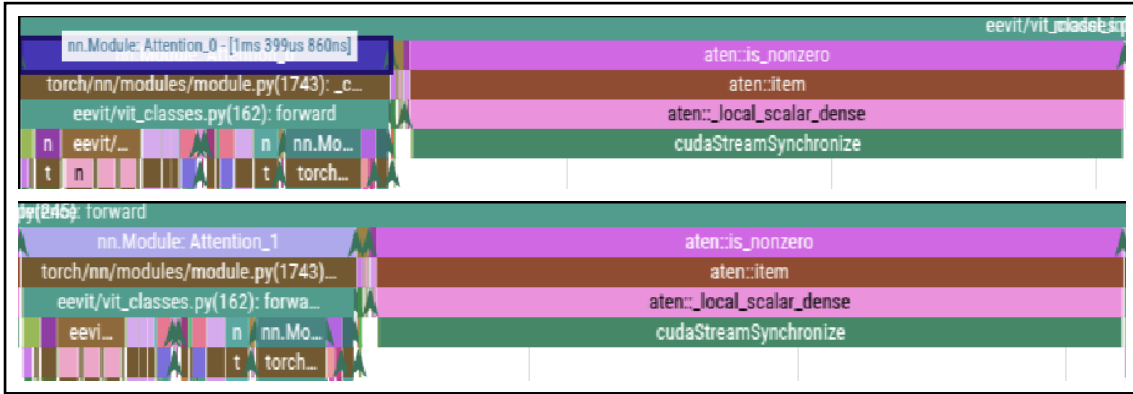 eevit/vit_
nn.Module: Attention_0 - [1ms 399us 860ns]
aten::is_nonzero
torch/nn/modules/module.py(1743): _c...
aten::item
eevit/vit_classes.py(162): forward
aten::_local_scalar_dense
n eevit/... n nn.Mo... cudaStreamSynchronize
t n t torch...
forward
nn.Module: Attention_1 aten::is_nonzero
torch/nn/modules/module.py(1743)... aten::item
eevit/vit_classes.py(162): forwa... aten::_local_scalar_dense
eevi... n nn.Mo... cudaStreamSynchronize
t torch...